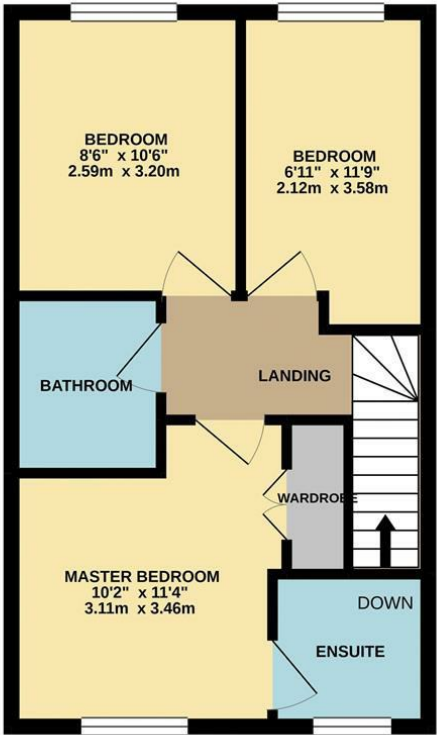 BEDROOM
8'6" x 10'6"
2.59m x 3.20m
BEDROOM
6'11" x 11'9"
2.12m x 3.58m
BATHROOM
LANDING
WARDROBE
MASTER BEDROOM
10'2" x 11'4"
3.11m x 3.46m
DOWN
ENSUITE